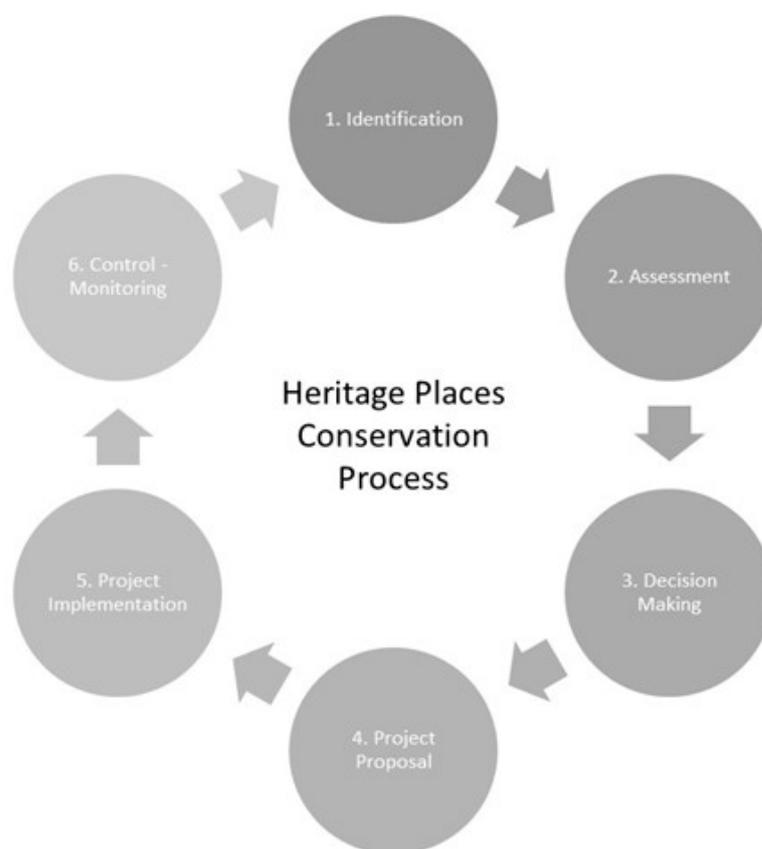 1. Identification
2. Assessment
3. Decision
Making
4. Project
Proposal
5. Project
Implementation
6. Control -
Monitoring
Heritage Places
Conservation
Process